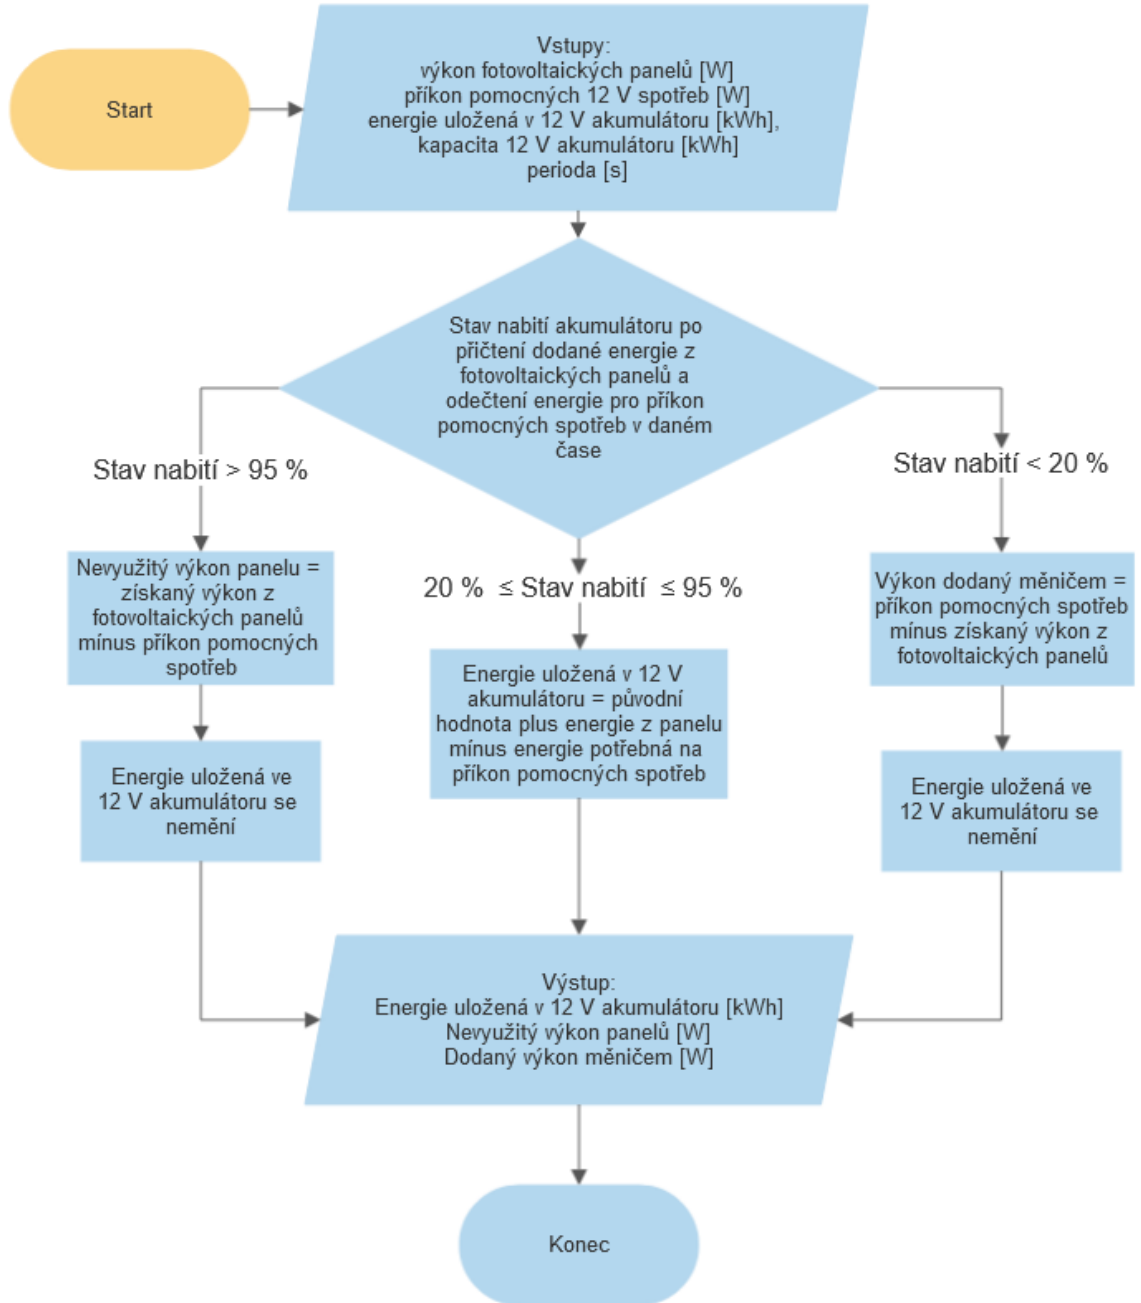 Start
Vstupy:
výkon fotovoltaických panelů [W]
příkon pomocných 12 V spotřeb [W]
energie uložená v 12 V akumulátoru [kWh],
kapacita 12 V akumulátoru [kWh]
perioda [s]
Stav nabití akumulátoru po
přičtení dodané energie z
fotovoltaických panelů a
odečtení energie pro příkon
pomocných spotřeb v daném
čase
Stav nabití > 95 %
20 % ≤ Stav nabití ≤ 95 %
Stav nabití < 20 %
Nevyužitý výkon panelu =
získaný výkon z
fotovoltaických panelů
mínus příkon pomocných
spotřeb
Energie uložená ve
12 V akumulátoru se
nemění
Energie uložená v 12 V
akumulátoru = původní
hodnota plus energie z panelu
mínus energie potřebná na
příkon pomocných spotřeb
Výkon dodaný měničem =
příkon pomocných spotřeb
mínus získaný výkon z
fotovoltaických panelů
Energie uložená ve
12 V akumulátoru se
nemění
Výstup:
Energie uložená v 12 V akumulátoru [kWh]
Nevyužitý výkon panelů [W]
Dodaný výkon měničem [W]
Konec